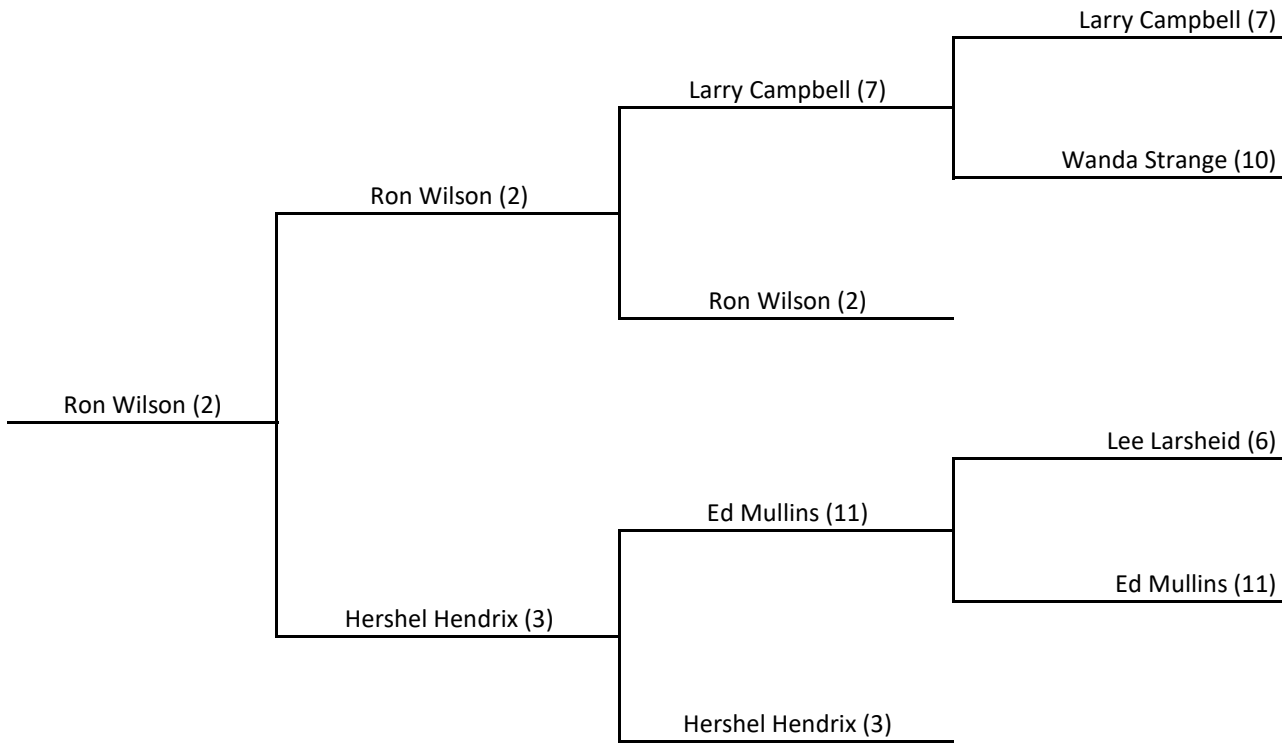 Larry Campbell (7)
Larry Campbell (7)
Wanda Strange (10)
Ron Wilson (2)
Ron Wilson (2)
Ron Wilson (2)
Lee Larsheid (6)
Ed Mullins (11)
Ed Mullins (11)
Hershel Hendrix (3)
Hershel Hendrix (3)